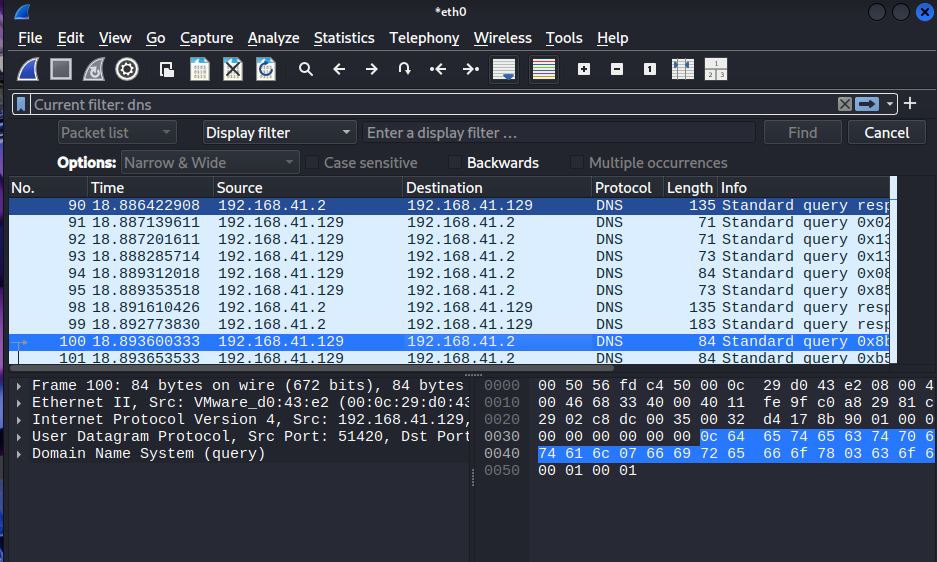 *eth0
File Edit View Go Capture Analyze Statistics Telephony Wireless Tools Help
Current filter: dns
Packet list Display filter Enter a display filter ... Find Cancel
Options: Narrow & Wide Case sensitive Backwards Multiple occurrences
No. Time Source Destination Protocol Length Info
90 18.886422908 192.168.41.2 192.168.41.129 DNS 135 Standard query resp
91 18.887139611 192.168.41.129 192.168.41.2 DNS 71 Standard query 0x02
92 18.887201611 192.168.41.129 192.168.41.2 DNS 71 Standard query 0x13
93 18.888285714 192.168.41.129 192.168.41.2 DNS 73 Standard query 0x13
94 18.889312018 192.168.41.129 192.168.41.2 DNS 84 Standard query 0x08
95 18.889353518 192.168.41.129 192.168.41.2 DNS 73 Standard query 0x85
98 18.891610426 192.168.41.2 192.168.41.129 DNS 135 Standard query resp
99 18.892773830 192.168.41.2 192.168.41.129 DNS 183 Standard query resp
100 18.893600333 192.168.41.129 192.168.41.2 DNS 84 Standard query 0x8b
101 18.893653533 192.168.41.129 192.168.41.2 DNS 84 Standard query 0xb5
Frame 100: 84 bytes on wire (672 bits), 84 bytes
Ethernet II, Src: VMware_d0:43:e2 (00:0c:29:d0:43
Internet Protocol Version 4, Src: 192.168.41.129,
User Datagram Protocol, Src Port: 51420, Dst Port
Domain Name System (query)
0000 00 50 56 fd c4 50 00 0c 29 d0 43 e2 08 00 4
0010 00 46 68 33 40 00 40 11 fe 9f c0 a8 29 81 c
0020 29 02 c8 dc 00 35 00 32 d4 17 8b 90 01 00 0
0030 00 00 00 00 00 00 0c 64 65 74 65 63 74 70 6
0040 74 61 6c 07 66 69 72 65 66 6f 78 03 63 6f 6
0050 00 01 00 01